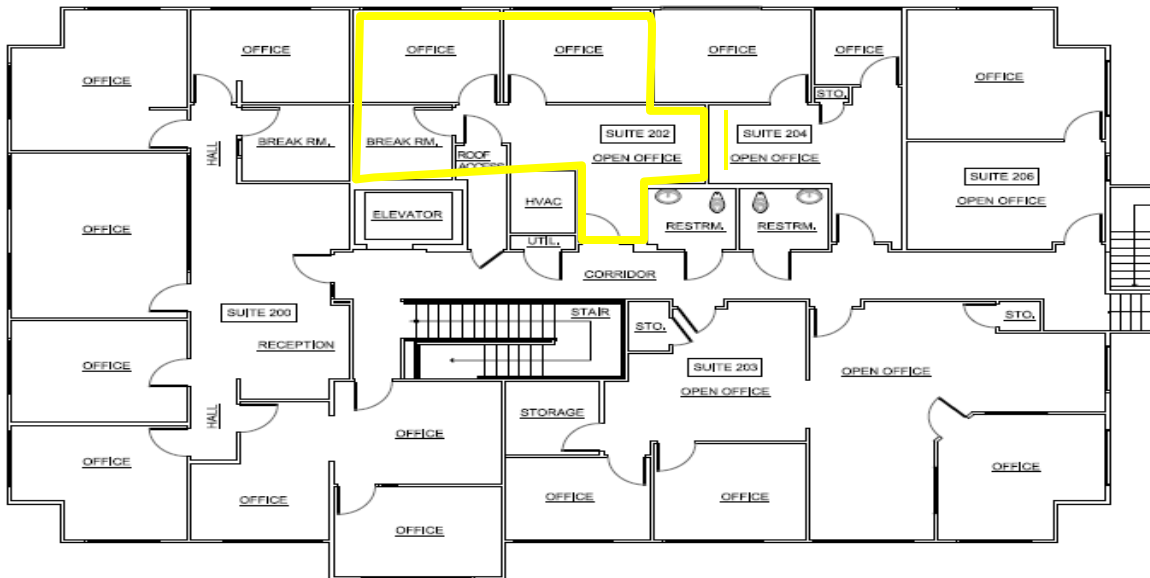 OFFICE
OFFICE
OFFICE
OFFICE
OFFICE
OFFICE
OFFICE
STO.
BREAK RM.
BREAK RM.
HALL
ROOF
ACCESS
SUITE 202
OPEN OFFICE
SUITE 204
OPEN OFFICE
SUITE 206
OPEN OFFICE
HVAC
ELEVATOR
OFFICE
RESTRM.
RESTRM.
UTIL.
CORRIDOR
SUITE 200
RECEPTION
STAIR
STO.
STO.
OFFICE
SUITE 203
OPEN OFFICE
OPEN OFFICE
HALL
STORAGE
OFFICE
OFFICE
OFFICE
OFFICE
OFFICE
OFFICE
OFFICE
OFFICE